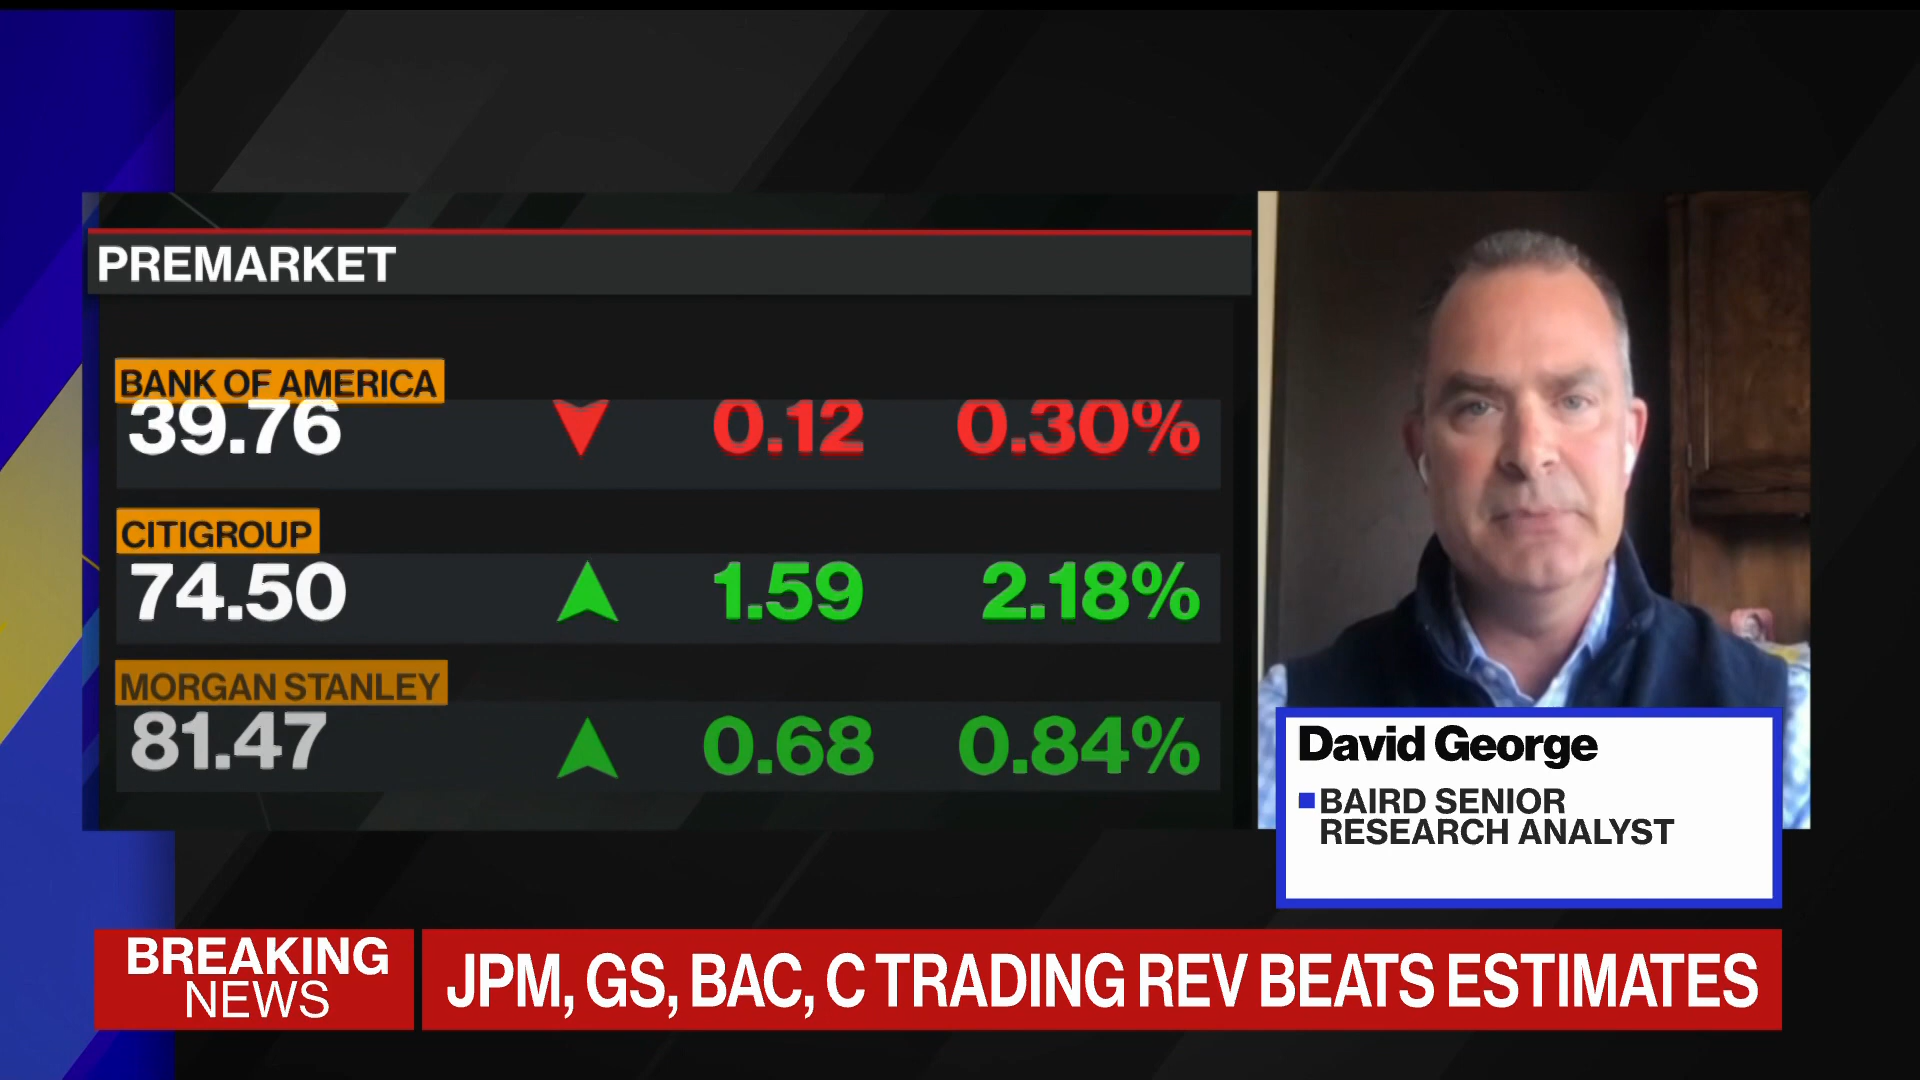 PREMARKET
BANK OF AMERICA
39.76 ▼ 0.12 0.30%
CITIGROUP
74.50 ▲ 1.59 2.18%
MORGAN STANLEY
81.47 ▲ 0.68 0.84%
David George
BAIRD SENIOR
RESEARCH ANALYST
BREAKING
NEWS
JPM, GS, BAC, C TRADING REV BEATS ESTIMATES